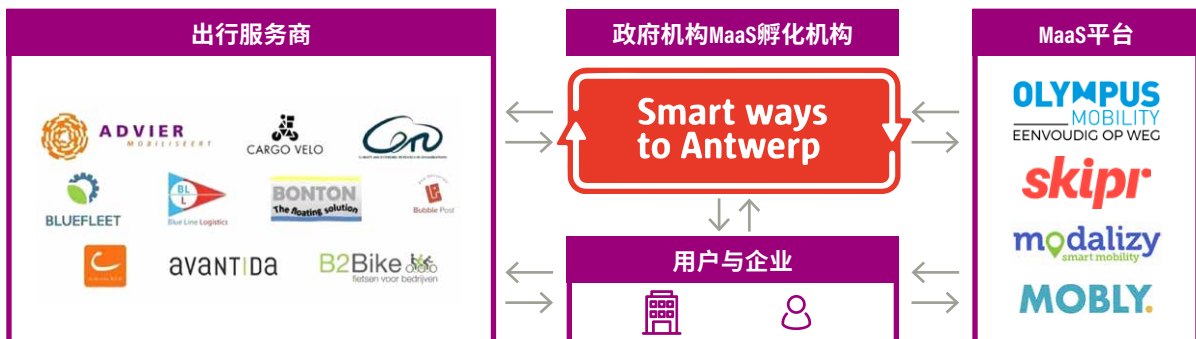 出行服务商
政府机构MaaS孵化机构
MaaS平台
ADVIER
MOBILISEERT
CARGO VELO
BLUEFLEET
BL
L
Blue Line Logistics
BONTON
The floating solution
Bubble Post
AVANTIDA
B2Bike
fietsen voor bedrijven
Smart ways
to Antwerp
用户与企业
OLYMPUS
MOBILITY
EENVOUDIG OP WEG
skipr
modalizy
smart mobility
MOBLY.